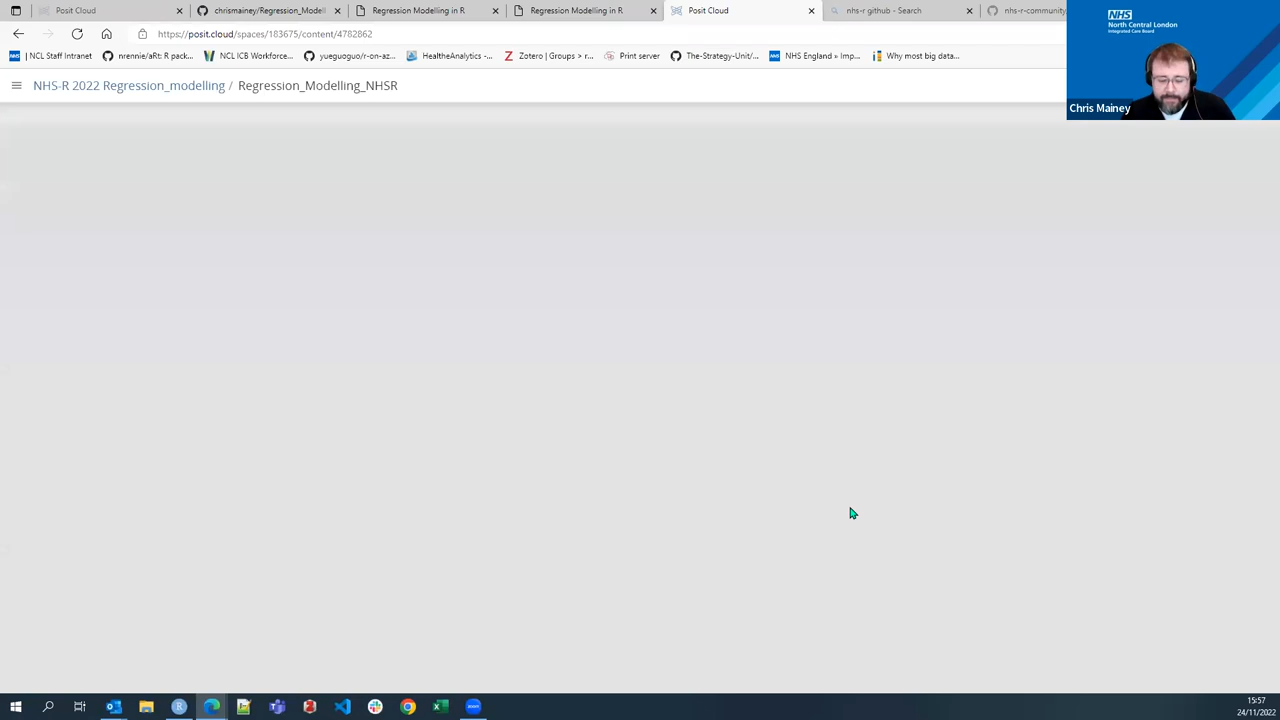 Posit Cloud
chrismainey/Regression_Modell
Regression Modelling in R
Regression Modelling in R
Posit Cloud
nhs-r github - Search
nhs-r-community
https://posit.cloud/spaces/183675/content/4782862
NHS
| NCL Staff Intranet
nrennie/aRt: R pack...
NCL ICB Workforce...
yueguoguo/r-on-az...
HealtheAnalytics -...
Z
Zotero | Groups > r...
Print server
The-Strategy-Unit/...
NHS
NHS England » Imp...
Why most big data...
NHS-R 2022 Regression_modelling / Regression_Modelling_NHSR
NHS
North Central London
Integrated Care Board
Chris Mainey
zoom
15:57
24/11/2022